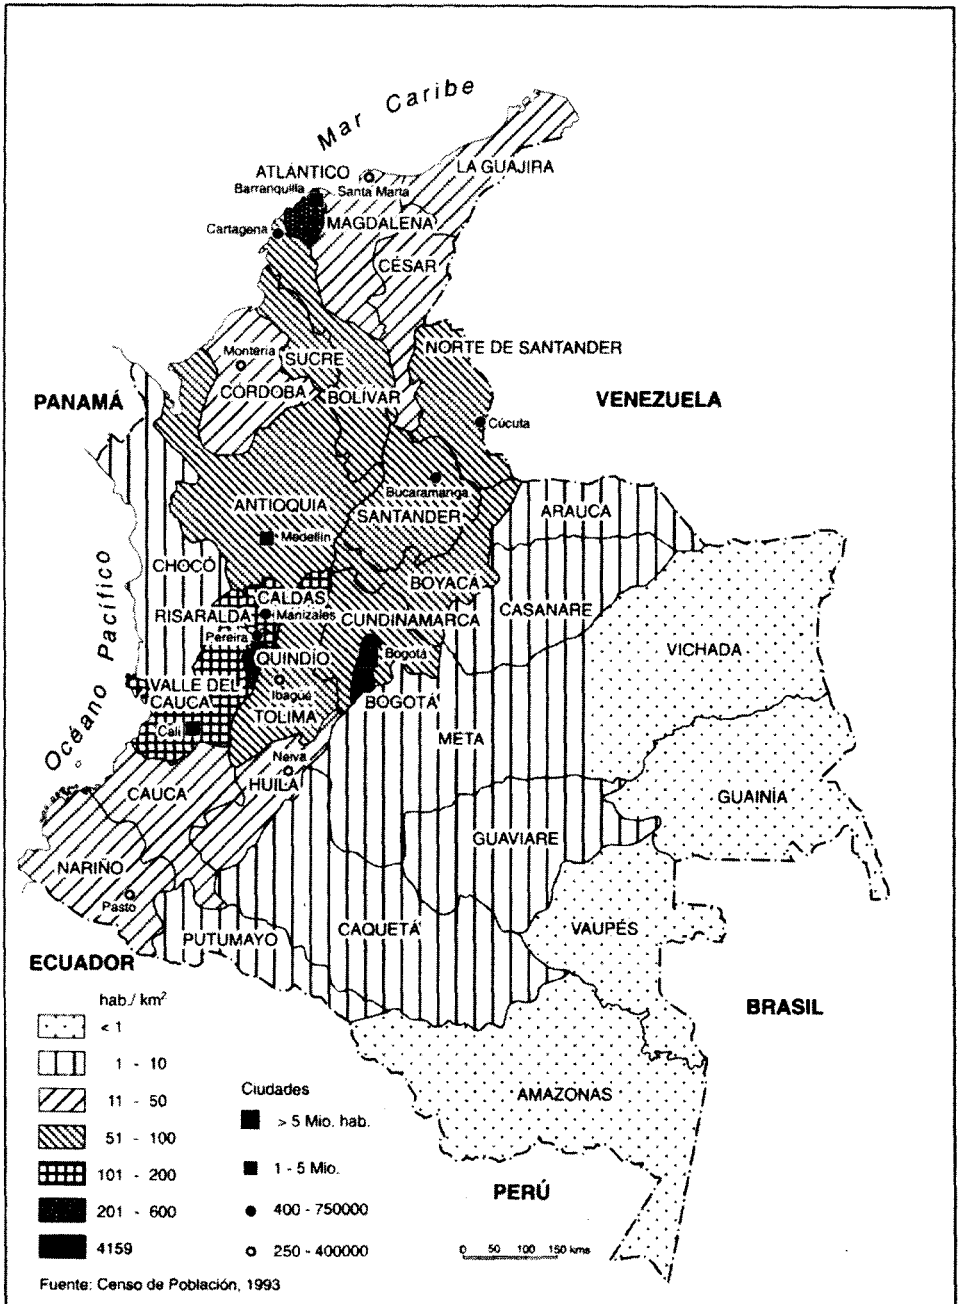 Mar Caribe
ATLÁNTICO
LA GUAJIRA
Barranquilla
Santa Marta
Cartagena
MAGDALENA
CÉSAR
NORTE DE SANTANDER
Montería
SUCRE
CÓRDOBA
BOLÍVAR
PANAMÁ
VENEZUELA
Cúcuta
Bucaramanga
ANTIOQUIA
SANTANDER
ARAUCA
Medellín
Océano Pacífico
CHOCÓ
BOYACÁ
CALDAS
CASANARE
RISARALDA
Manizales
CUNDINAMARCA
Pereira
Bogotá
VICHADA
QUINDÍO
VALLE DEL
CAUCA
Ibagué
BOGOTÁ
TOLIMA
Cali
META
Neiva
HUILA
CAUCA
GUAINÍA
GUAVIARE
NARIÑO
Pasto
VAUPÉS
CAQUETÁ
PUTUMAYO
ECUADOR
BRASIL
AMAZONAS
PERÚ
hab./ km²
< 1
1 - 10
11 - 50
51 - 100
101 - 200
201 - 600
4159
Ciudades
> 5 Mio. hab.
1 - 5 Mio.
400 - 750000
250 - 400000
0 50 100 150 kms
Fuente: Censo de Población, 1993